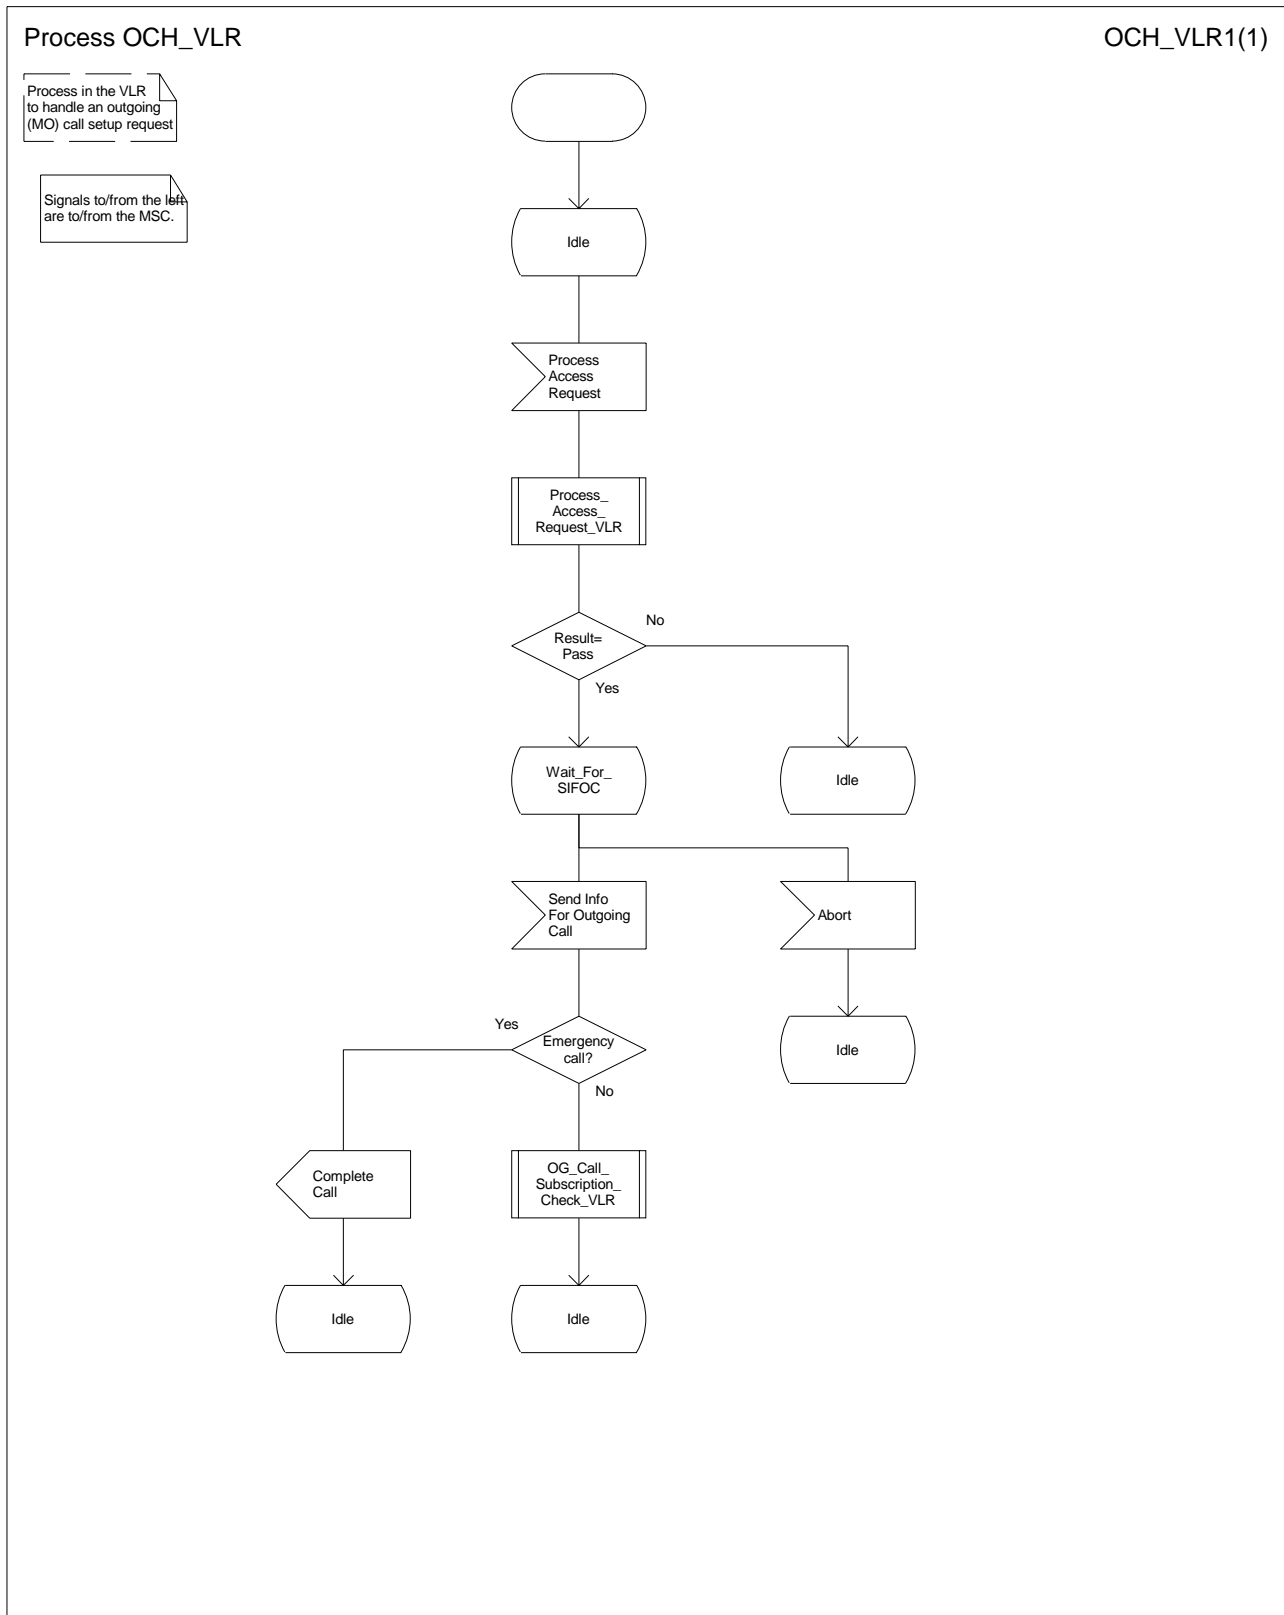 Process OCH_VLR
OCH_VLR1(1)
Process in the VLR
to handle an outgoing
(MO) call setup request
Signals to/from the left
are to/from the MSC.
Idle
Process
Access
Request
Process_
Access_
Request_VLR
Result=
Pass
No
Yes
Wait_For_
SIFOC
Idle
Send Info
For Outgoing
Call
Abort
Yes
Emergency
call?
No
Idle
Complete
Call
OG_Call_
Subscription_
Check_VLR
Idle
Idle